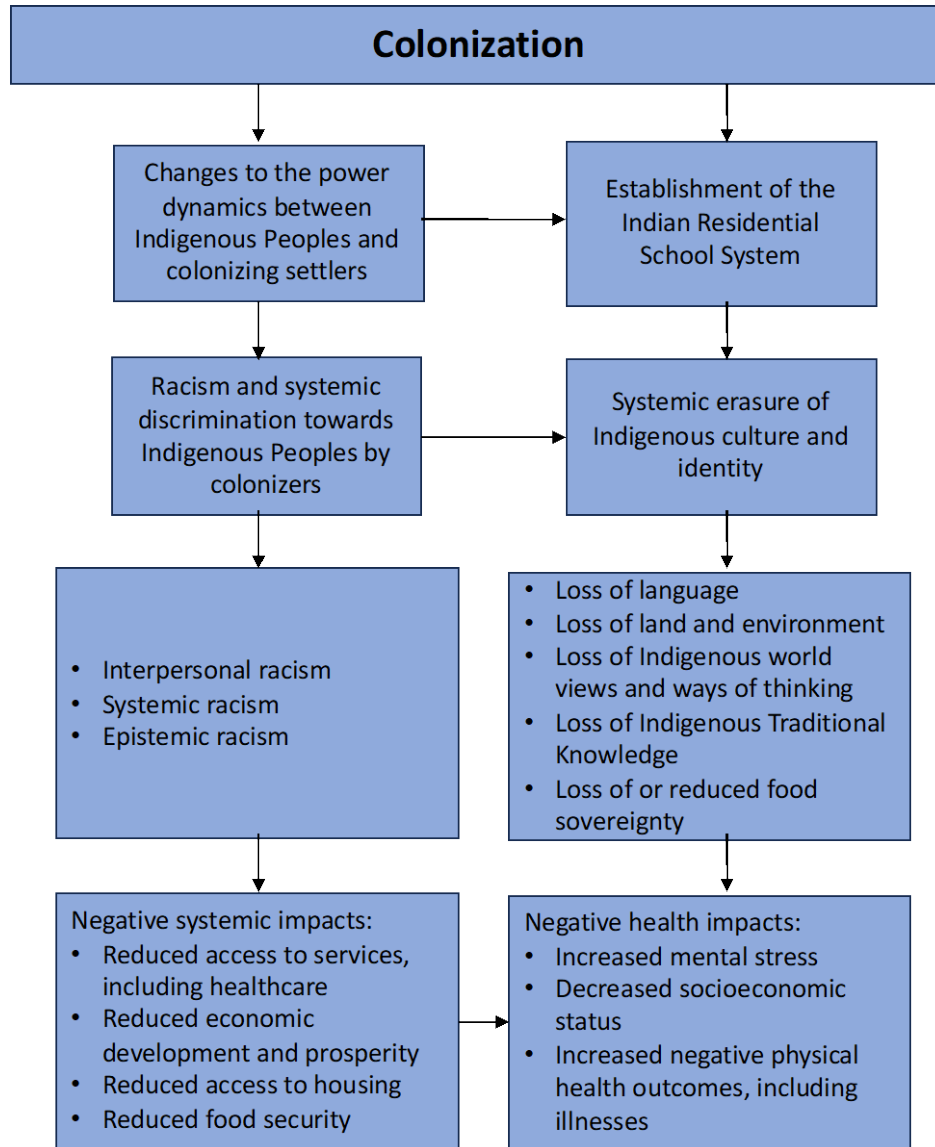 Colonization
Changes to the power
dynamics between
Indigenous Peoples and
colonizing settlers
Establishment of the
Indian Residential
School System
Racism and systemic
discrimination towards
Indigenous Peoples by
colonizers
Systemic erasure of
Indigenous culture and
identity
• Interpersonal racism
• Systemic racism
• Epistemic racism
• Loss of language
• Loss of land and environment
• Loss of Indigenous world
views and ways of thinking
• Loss of Indigenous Traditional
Knowledge
• Loss of or reduced food
sovereignty
Negative systemic impacts:
• Reduced access to services,
including healthcare
• Reduced economic
development and prosperity
• Reduced access to housing
• Reduced food security
Negative health impacts:
• Increased mental stress
• Decreased socioeconomic
status
• Increased negative physical
health outcomes, including
illnesses